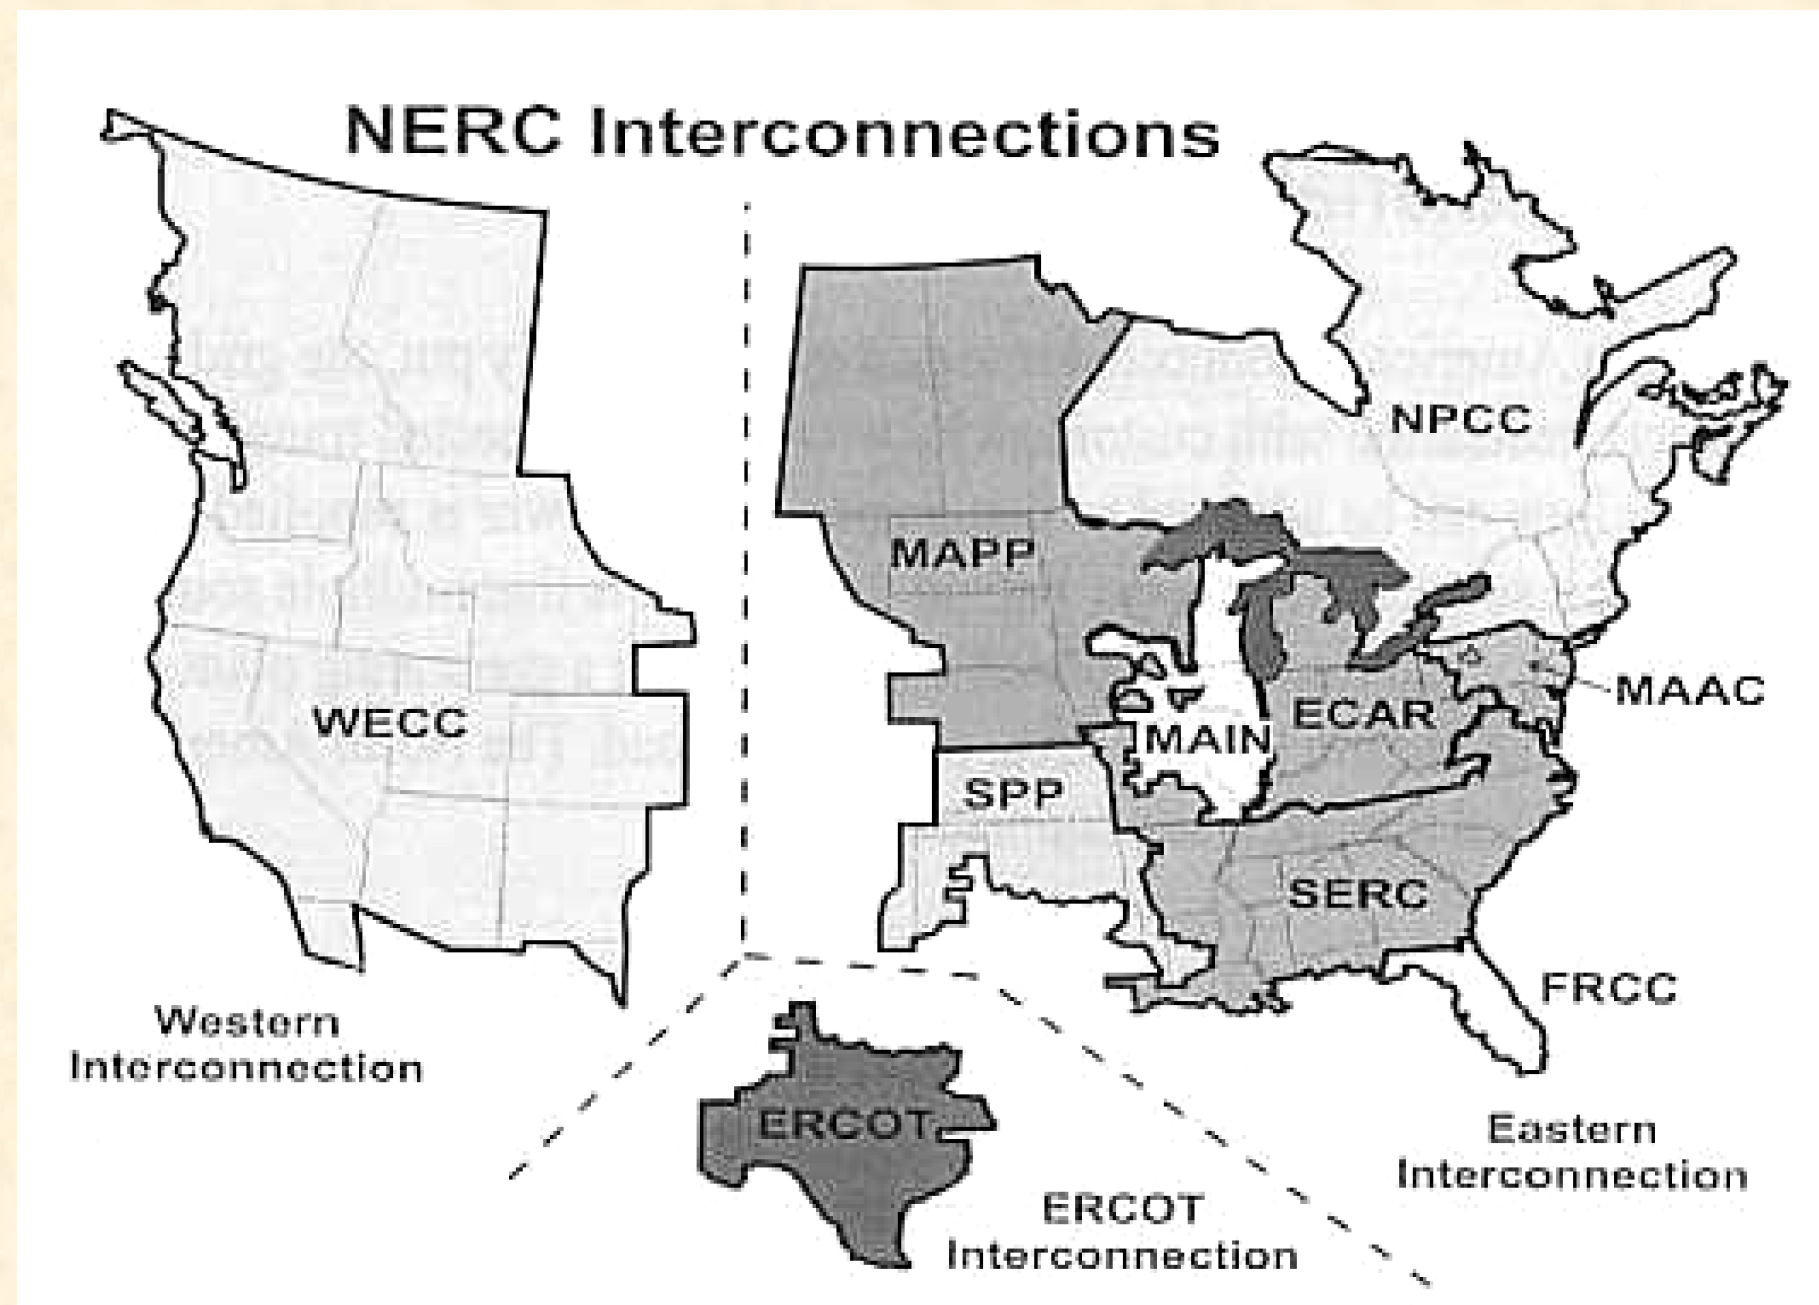 NERC Interconnections
NPCC
MAPP
MAAC
WECC
ECAR
MAIN
SPP
SERC
FRCC
Western
Interconnection
ERCOT
Eastern
Interconnection
ERCOT
Interconnection